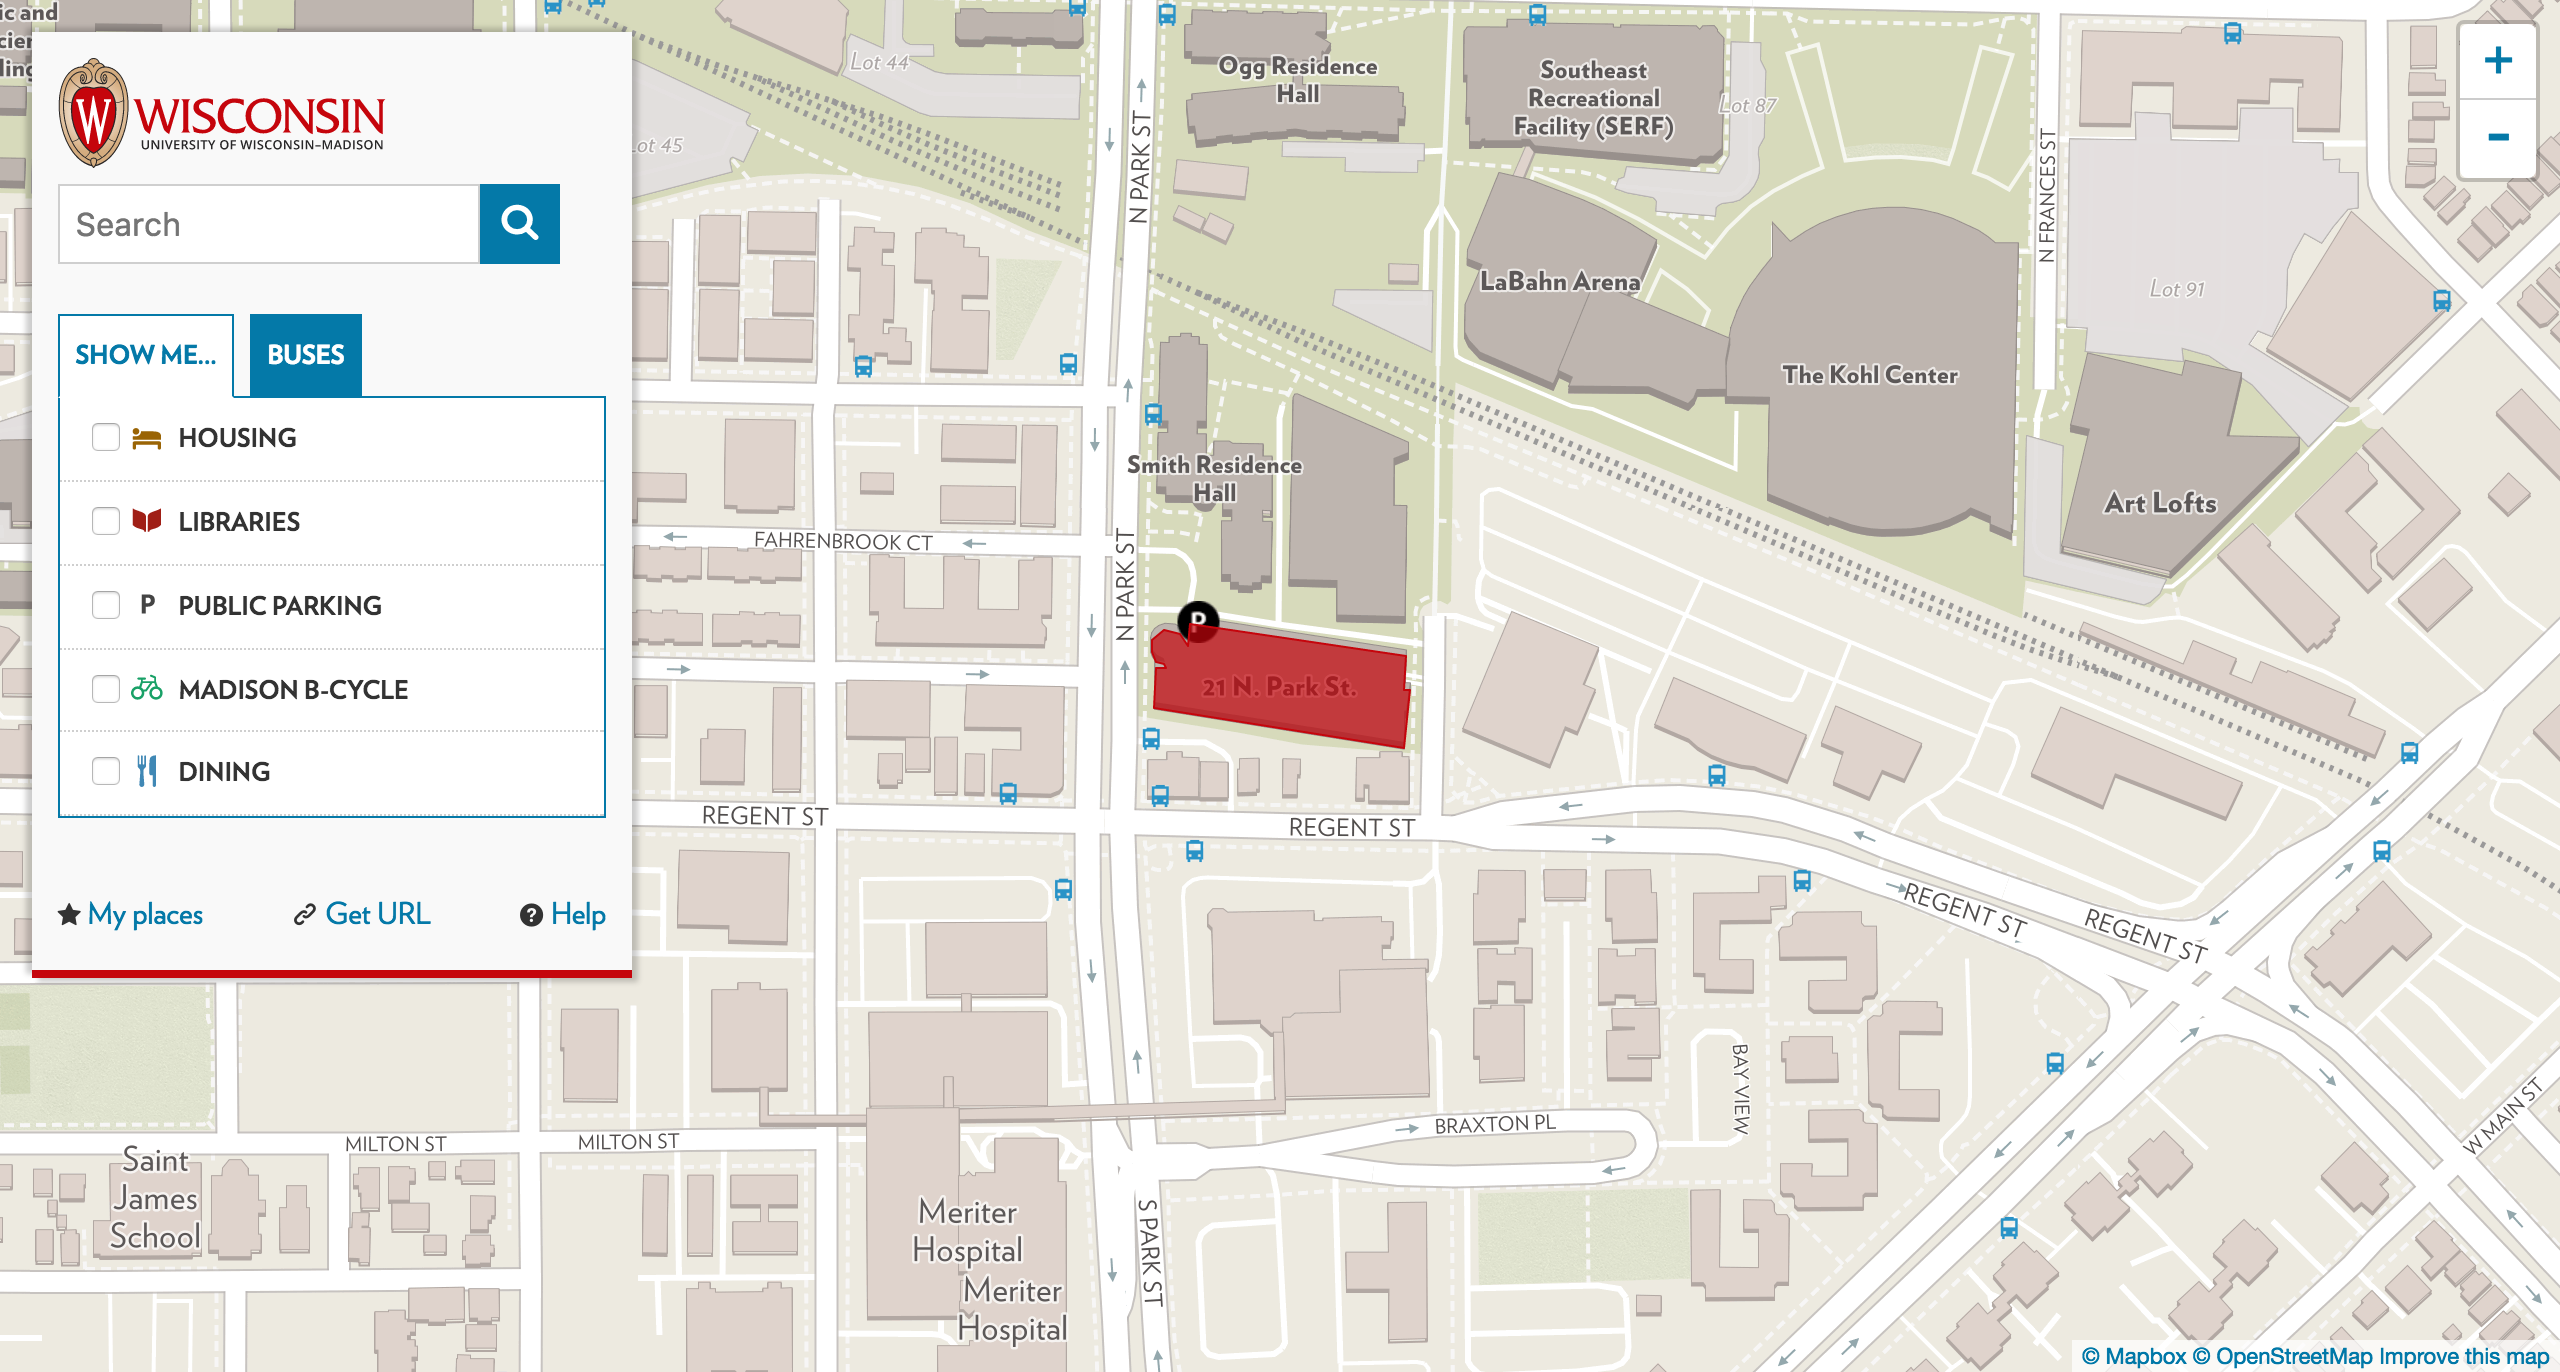 WISCONSIN
UNIVERSITY OF WISCONSIN–MADISON
Search
SHOW ME...
BUSES
HOUSING
LIBRARIES
P PUBLIC PARKING
MADISON B-CYCLE
DINING
My places
Get URL
Help
ic and
Lot 44
Lot 45
Ogg Residence
Hall
Southeast
Recreational
Facility (SERF)
Lot 87
N PARK ST
N FRANCES ST
LaBahn Arena
Lot 91
The Kohl Center
Smith Residence
Hall
Art Lofts
FAHRENBROOK CT
N PARK ST
P
21 N. Park St.
REGENT ST
REGENT ST
REGENT ST
REGENT ST
BAY VIEW
BRAXTON PL
W MAIN ST
MILTON ST
MILTON ST
Saint
James
School
Meriter
Hospital
Meriter
Hospital
S PARK ST
+
-
© Mapbox © OpenStreetMap Improve this map